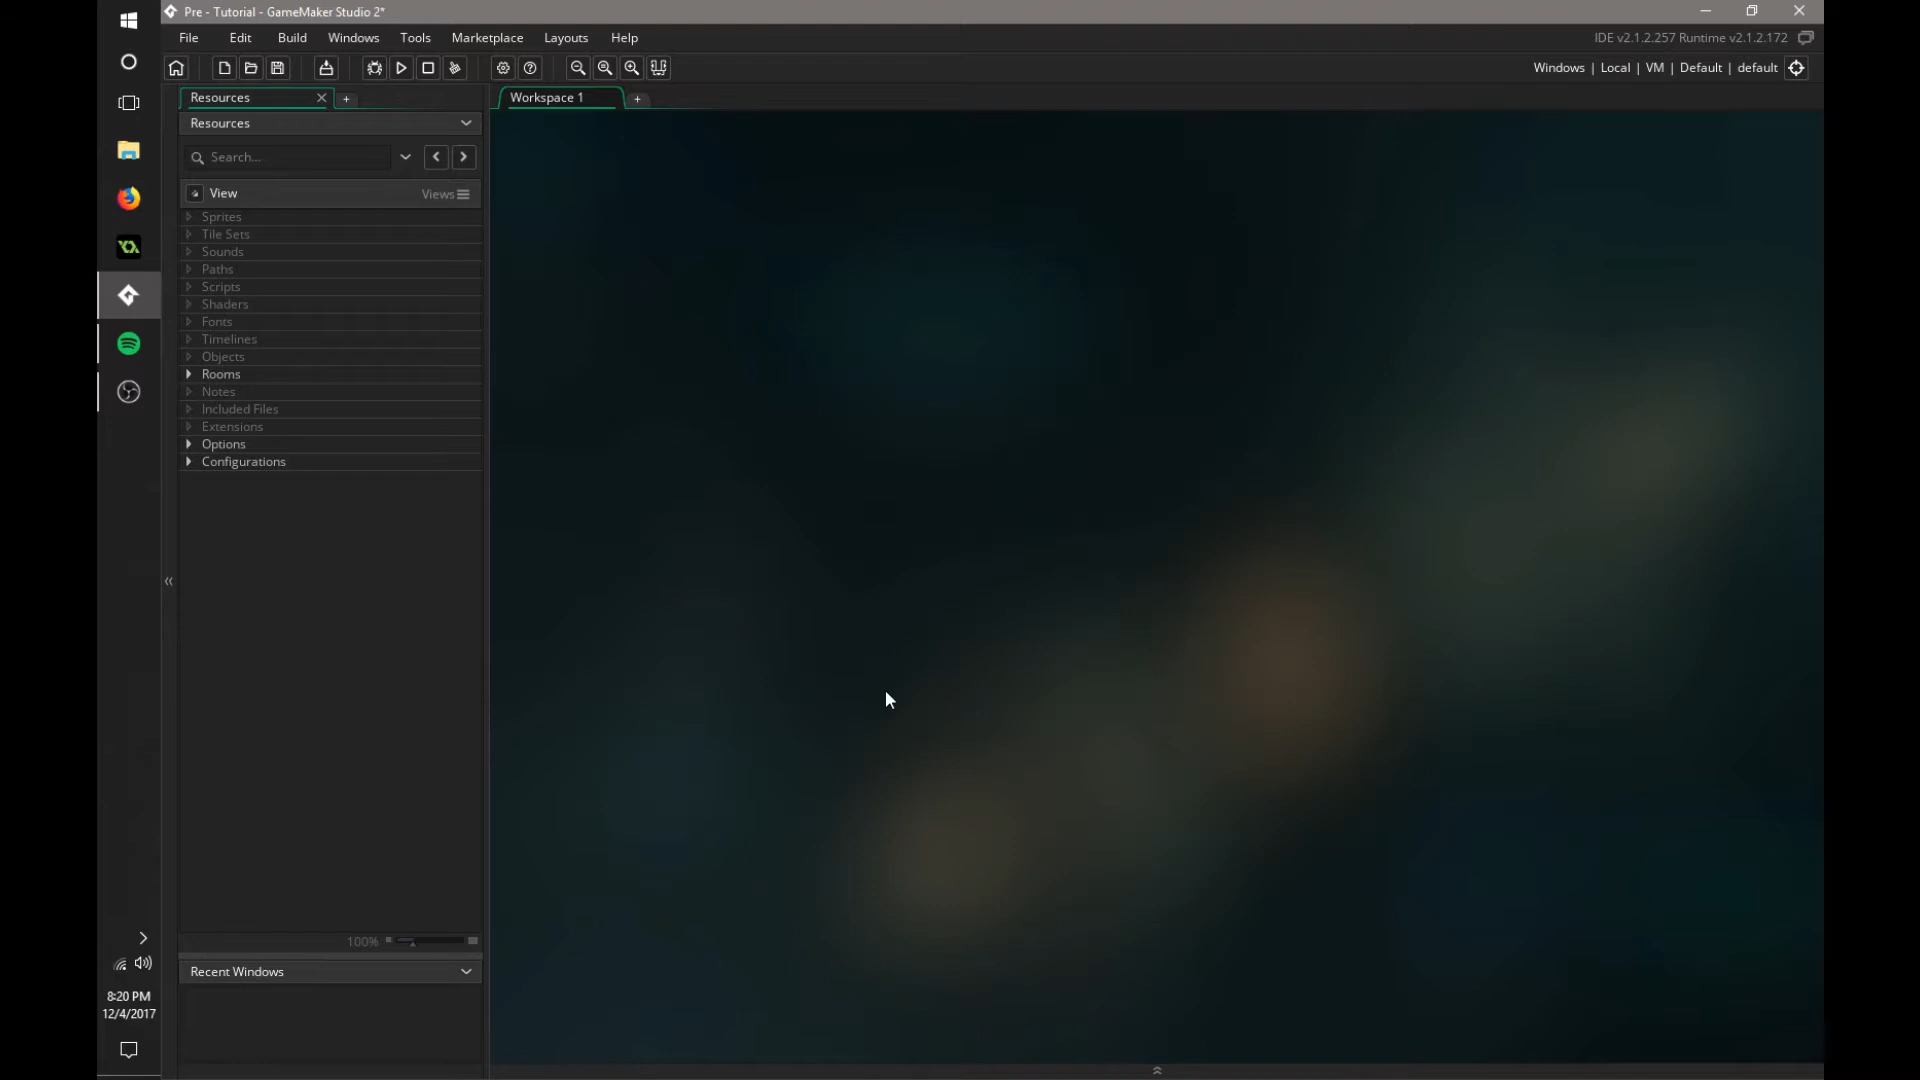 Pre - Tutorial - GameMaker Studio 2*
File Edit Build Windows Tools Marketplace Layouts Help
IDE v2.1.2.257 Runtime v2.1.2.172
Windows | Local | VM | Default | default
Resources
Workspace 1
Resources
Search...
View
Views
Sprites
Tile Sets
Sounds
Paths
Scripts
Shaders
Fonts
Timelines
Objects
Rooms
Notes
Included Files
Extensions
Options
Configurations
100%
Recent Windows
8:20 PM
12/4/2017